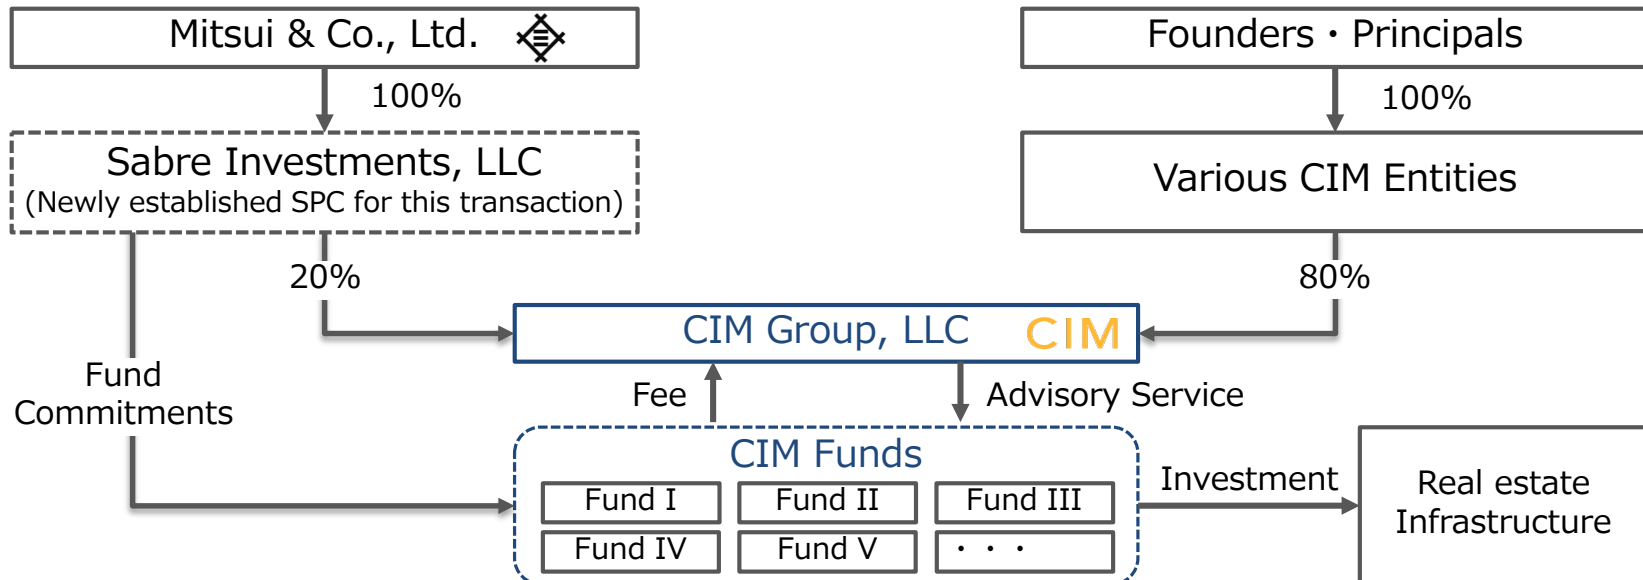 Mitsui & Co., Ltd.
Founders・Principals
100%
100%
Sabre Investments, LLC
(Newly established SPC for this transaction)
Various CIM Entities
20%
80%
CIM Group, LLC CIM
Fund
Commitments
Fee
Advisory Service
CIM Funds
Fund I
Fund II
Fund III
Fund IV
Fund V
・・・
Investment
Real estate
Infrastructure